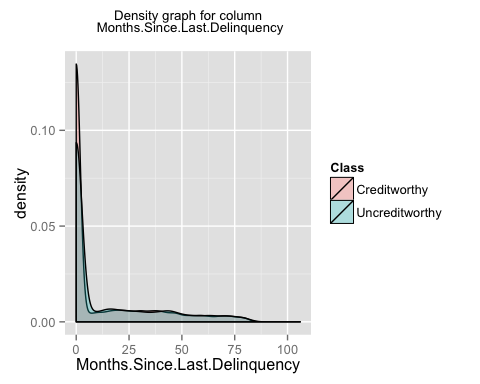 Density graph for column
Months.Since.Last.Delinquency
density
0.10
0.05
0.00
0 25 50 75 100
Months.Since.Last.Delinquency
Class
Creditworthy
Uncreditworthy